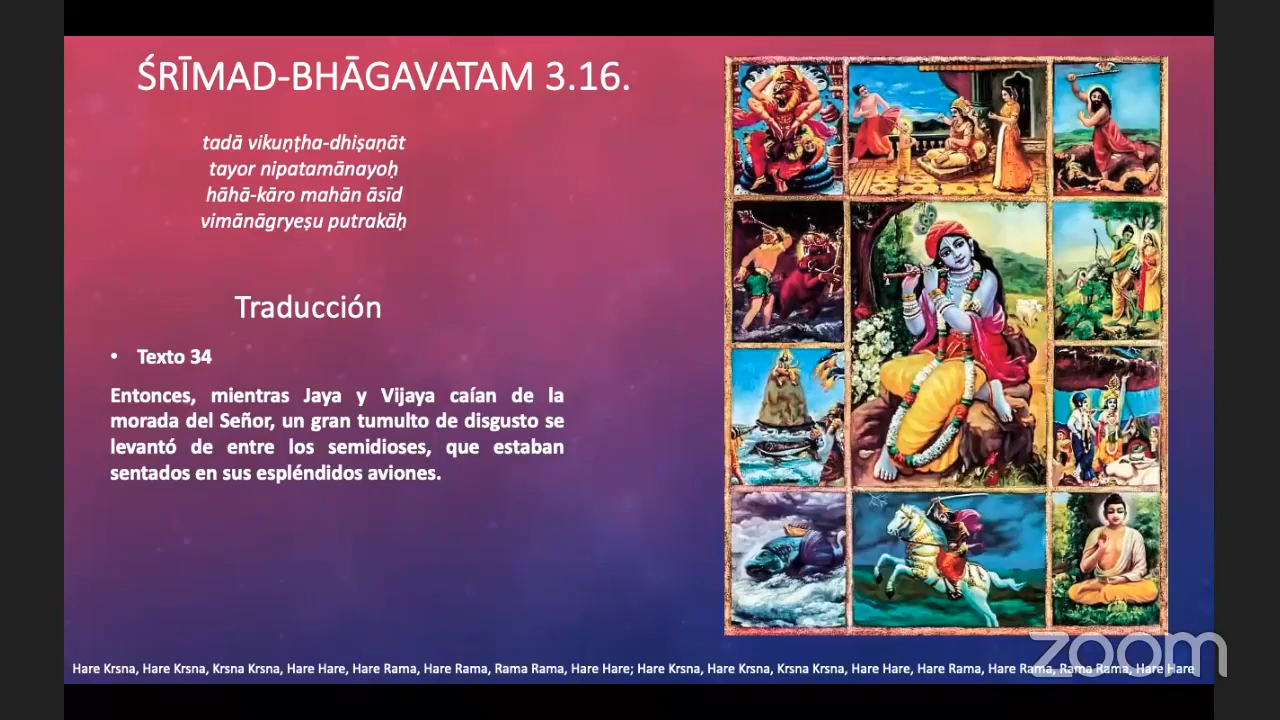 ŚRĪMAD-BHĀGAVATAM 3.16.
tadā vikuṇṭha-dhiṣaṇāt
tayor nipatamānayoḥ
hāhā-kāro mahān āsīd
vimānāgryeṣu putrakāḥ
Traducción
• Texto 34
Entonces, mientras Jaya y Vijaya caían de la
morada del Señor, un gran tumulto de disgusto se
levantó de entre los semidioses, que estaban
sentados en sus espléndidos aviones.
Hare Krsna, Hare Krsna, Krsna Krsna, Hare Hare, Hare Rama, Hare Rama, Rama Rama, Hare Hare; Hare Krsna, Hare Krsna, Krsna Krsna, Hare Hare, Hare Rama, Hare Rama, Rama Rama, Hare Hare
zoom